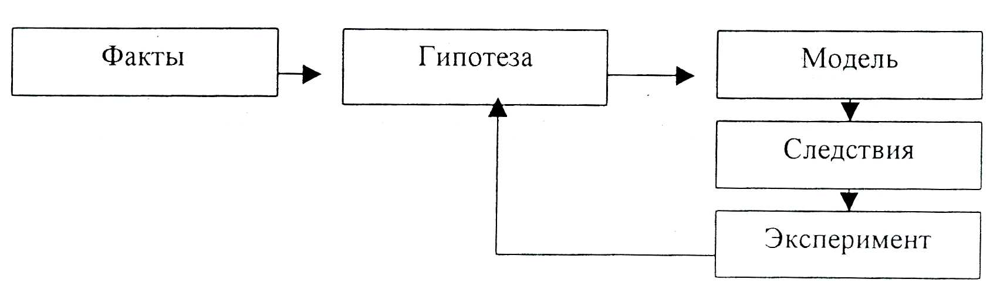 Факты
Гипотеза
Модель
Следствия
Эксперимент